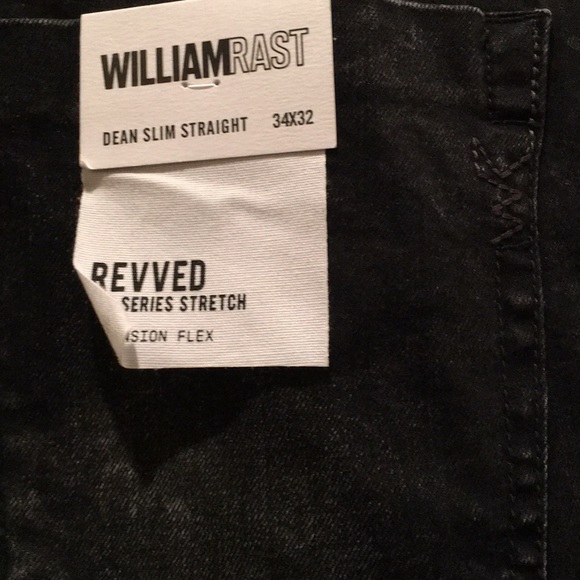 WILLIAMRAST
DEAN SLIM STRAIGHT 34X32
REVVED
SERIES STRETCH
FLEX